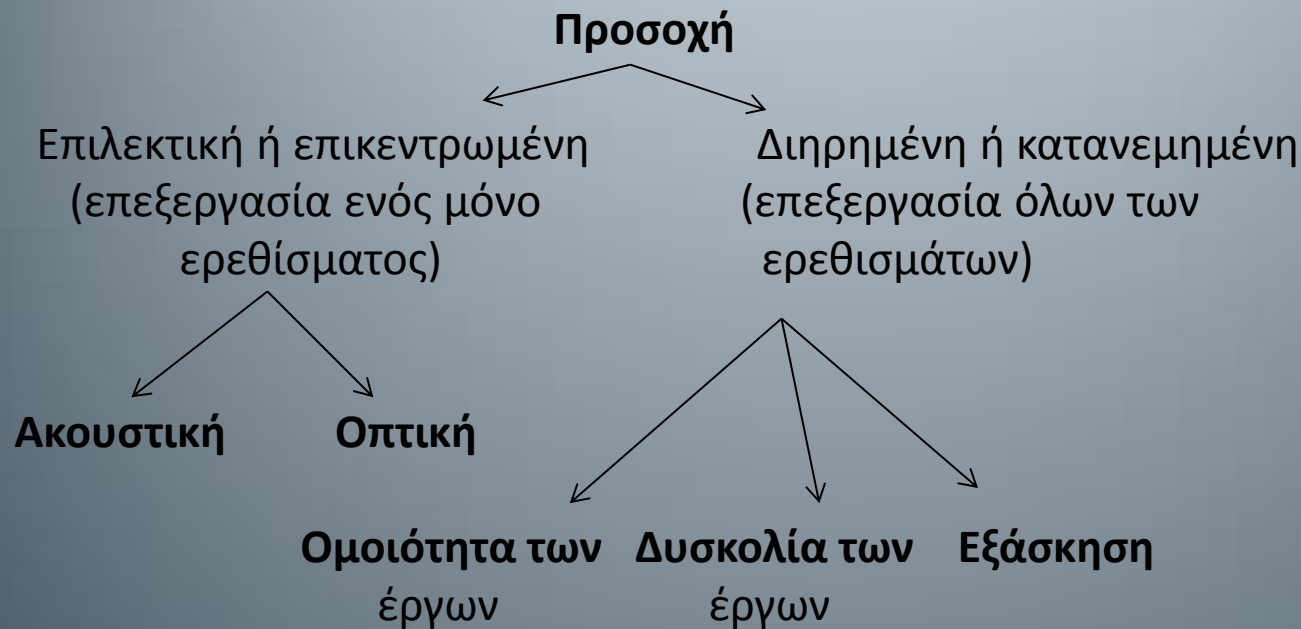 Προσοχή
Επιλεκτική ή επικεντρωμένη
(επεξεργασία ενός μόνο
ερεθίσματος)
Διηρημένη ή κατανεμημένη
(επεξεργασία όλων των
ερεθισμάτων)
Ακουστική
Οπτική
Ομοιότητα των
έργων
Δυσκολία των
έργων
Εξάσκηση